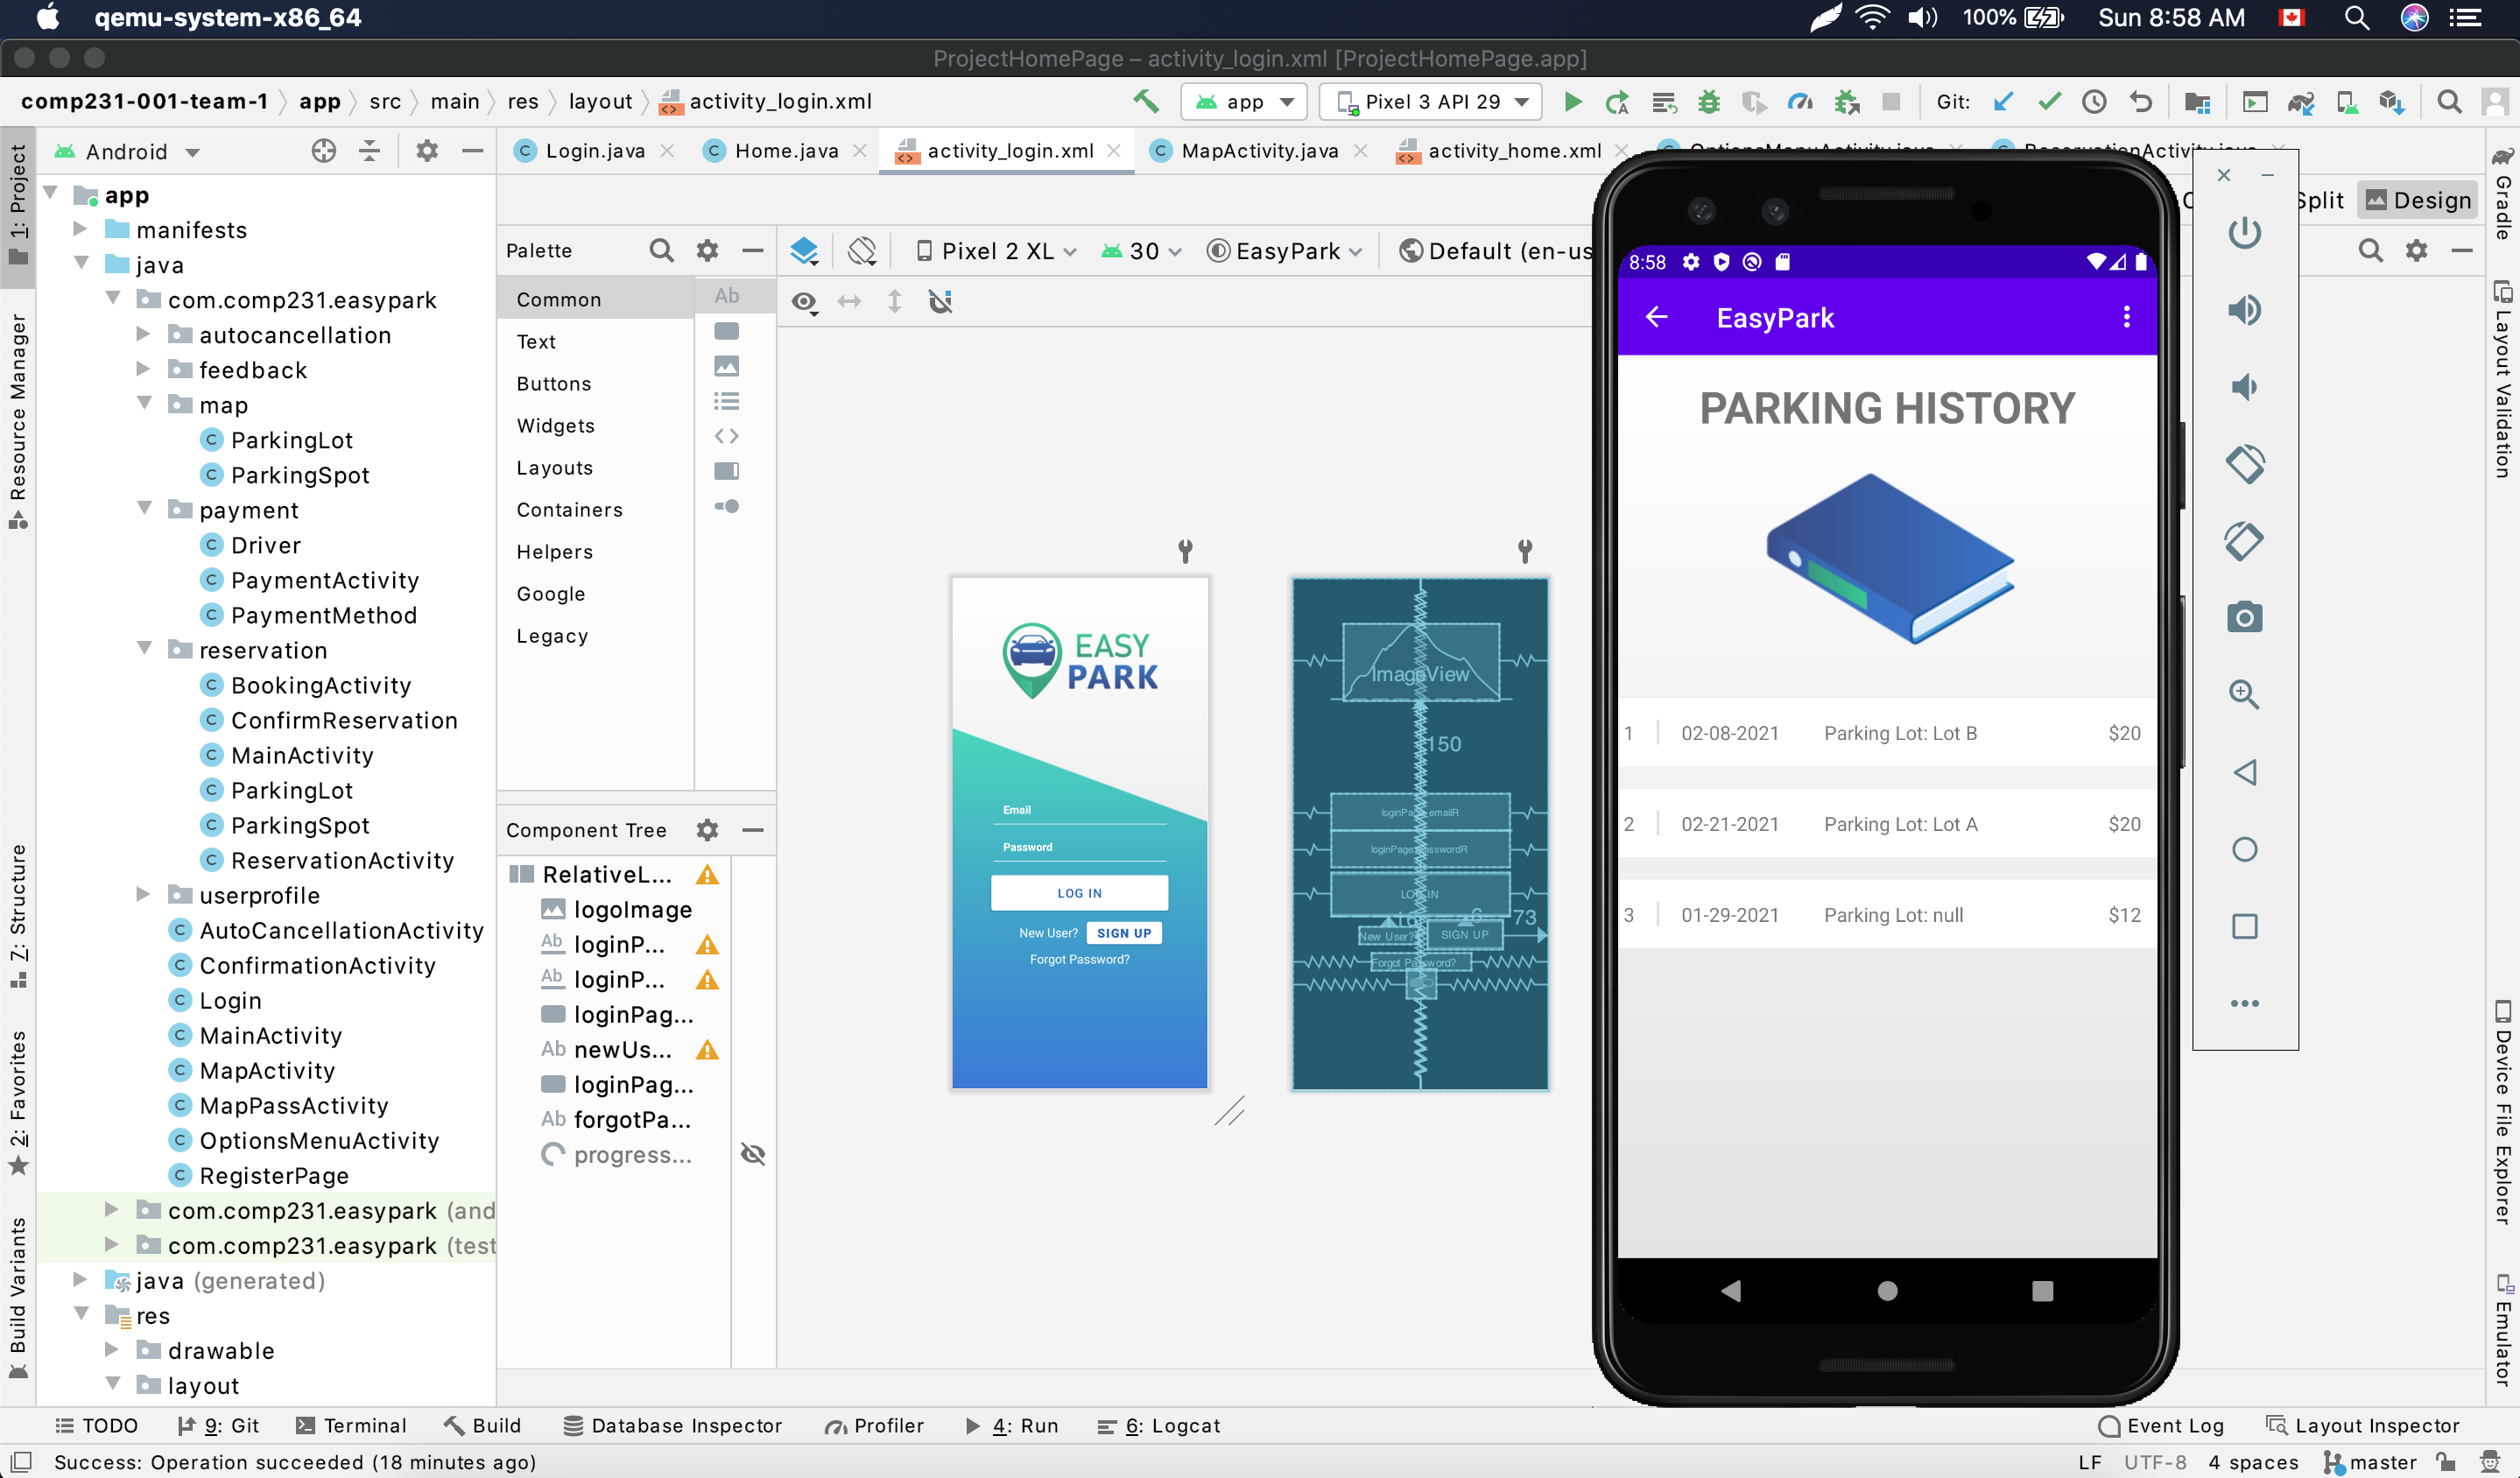 qemu-system-x86_64
100%
Sun 8:58 AM
ProjectHomePage – activity_login.xml [ProjectHomePage.app]
comp231-001-team-1
app
src
main
res
layout
activity_login.xml
app
Pixel 3 API 29
Git:
Android
Login.java
Home.java
activity_login.xml
MapActivity.java
activity_home.xml
OptionsMenuActivity.java
ReservationActivity.java
Split
Design
1: Project
Resource Manager
7: Structure
2: Favorites
Build Variants
app
manifests
java
com.comp231.easypark
autocancellation
feedback
map
ParkingLot
ParkingSpot
payment
Driver
PaymentActivity
PaymentMethod
reservation
BookingActivity
ConfirmReservation
MainActivity
ParkingLot
ParkingSpot
ReservationActivity
userprofile
AutoCancellationActivity
ConfirmationActivity
Login
MainActivity
MapActivity
MapPassActivity
OptionsMenuActivity
RegisterPage
com.comp231.easypark (and
com.comp231.easypark (test
java (generated)
res
drawable
layout
Palette
Common
Text
Buttons
Widgets
Layouts
Containers
Helpers
Google
Legacy
Ab
Component Tree
RelativeL...
logoImage
Ab loginP...
Ab loginP...
loginPag...
Ab newUs...
loginPag...
Ab forgotPa...
progress...
Pixel 2 XL
30
EasyPark
Default (en-us
EASY
PARK
Email
Password
LOG IN
New User?
SIGN UP
Forgot Password?
ImageView
150
LOG IN
73
New User?
SIGN UP
Forgot Password?
8:58
EasyPark
PARKING HISTORY
1 02-08-2021 Parking Lot: Lot B $20
2 02-21-2021 Parking Lot: Lot A $20
3 01-29-2021 Parking Lot: null $12
Gradle
Layout Validation
Device File Explorer
Emulator
TODO
9: Git
Terminal
Build
Database Inspector
Profiler
4: Run
6: Logcat
Event Log
Layout Inspector
Success: Operation succeeded (18 minutes ago)
LF
UTF-8
4 spaces
master